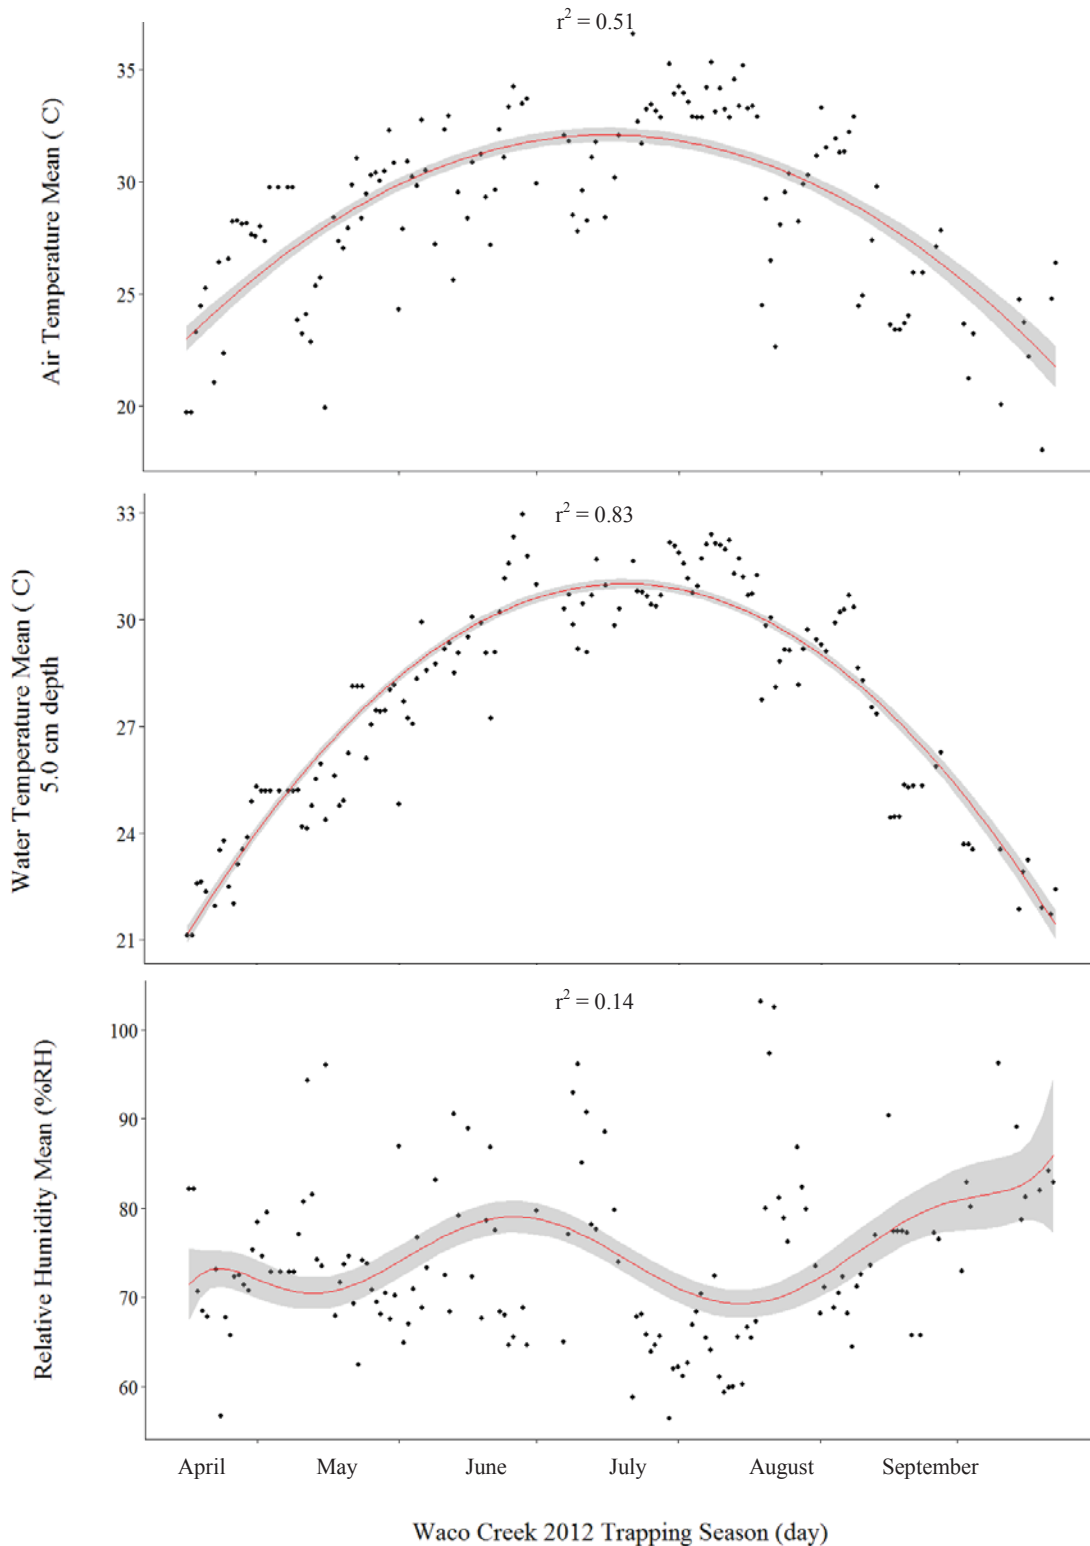 r² = 0.51
Air Temperature Mean ( C)
35
30
25
20
r² = 0.83
Water Temperature Mean ( C)
5.0 cm depth
33
30
27
24
21
r² = 0.14
Relative Humidity Mean (%RH)
100
90
80
70
60
April May June July August September
Waco Creek 2012 Trapping Season (day)